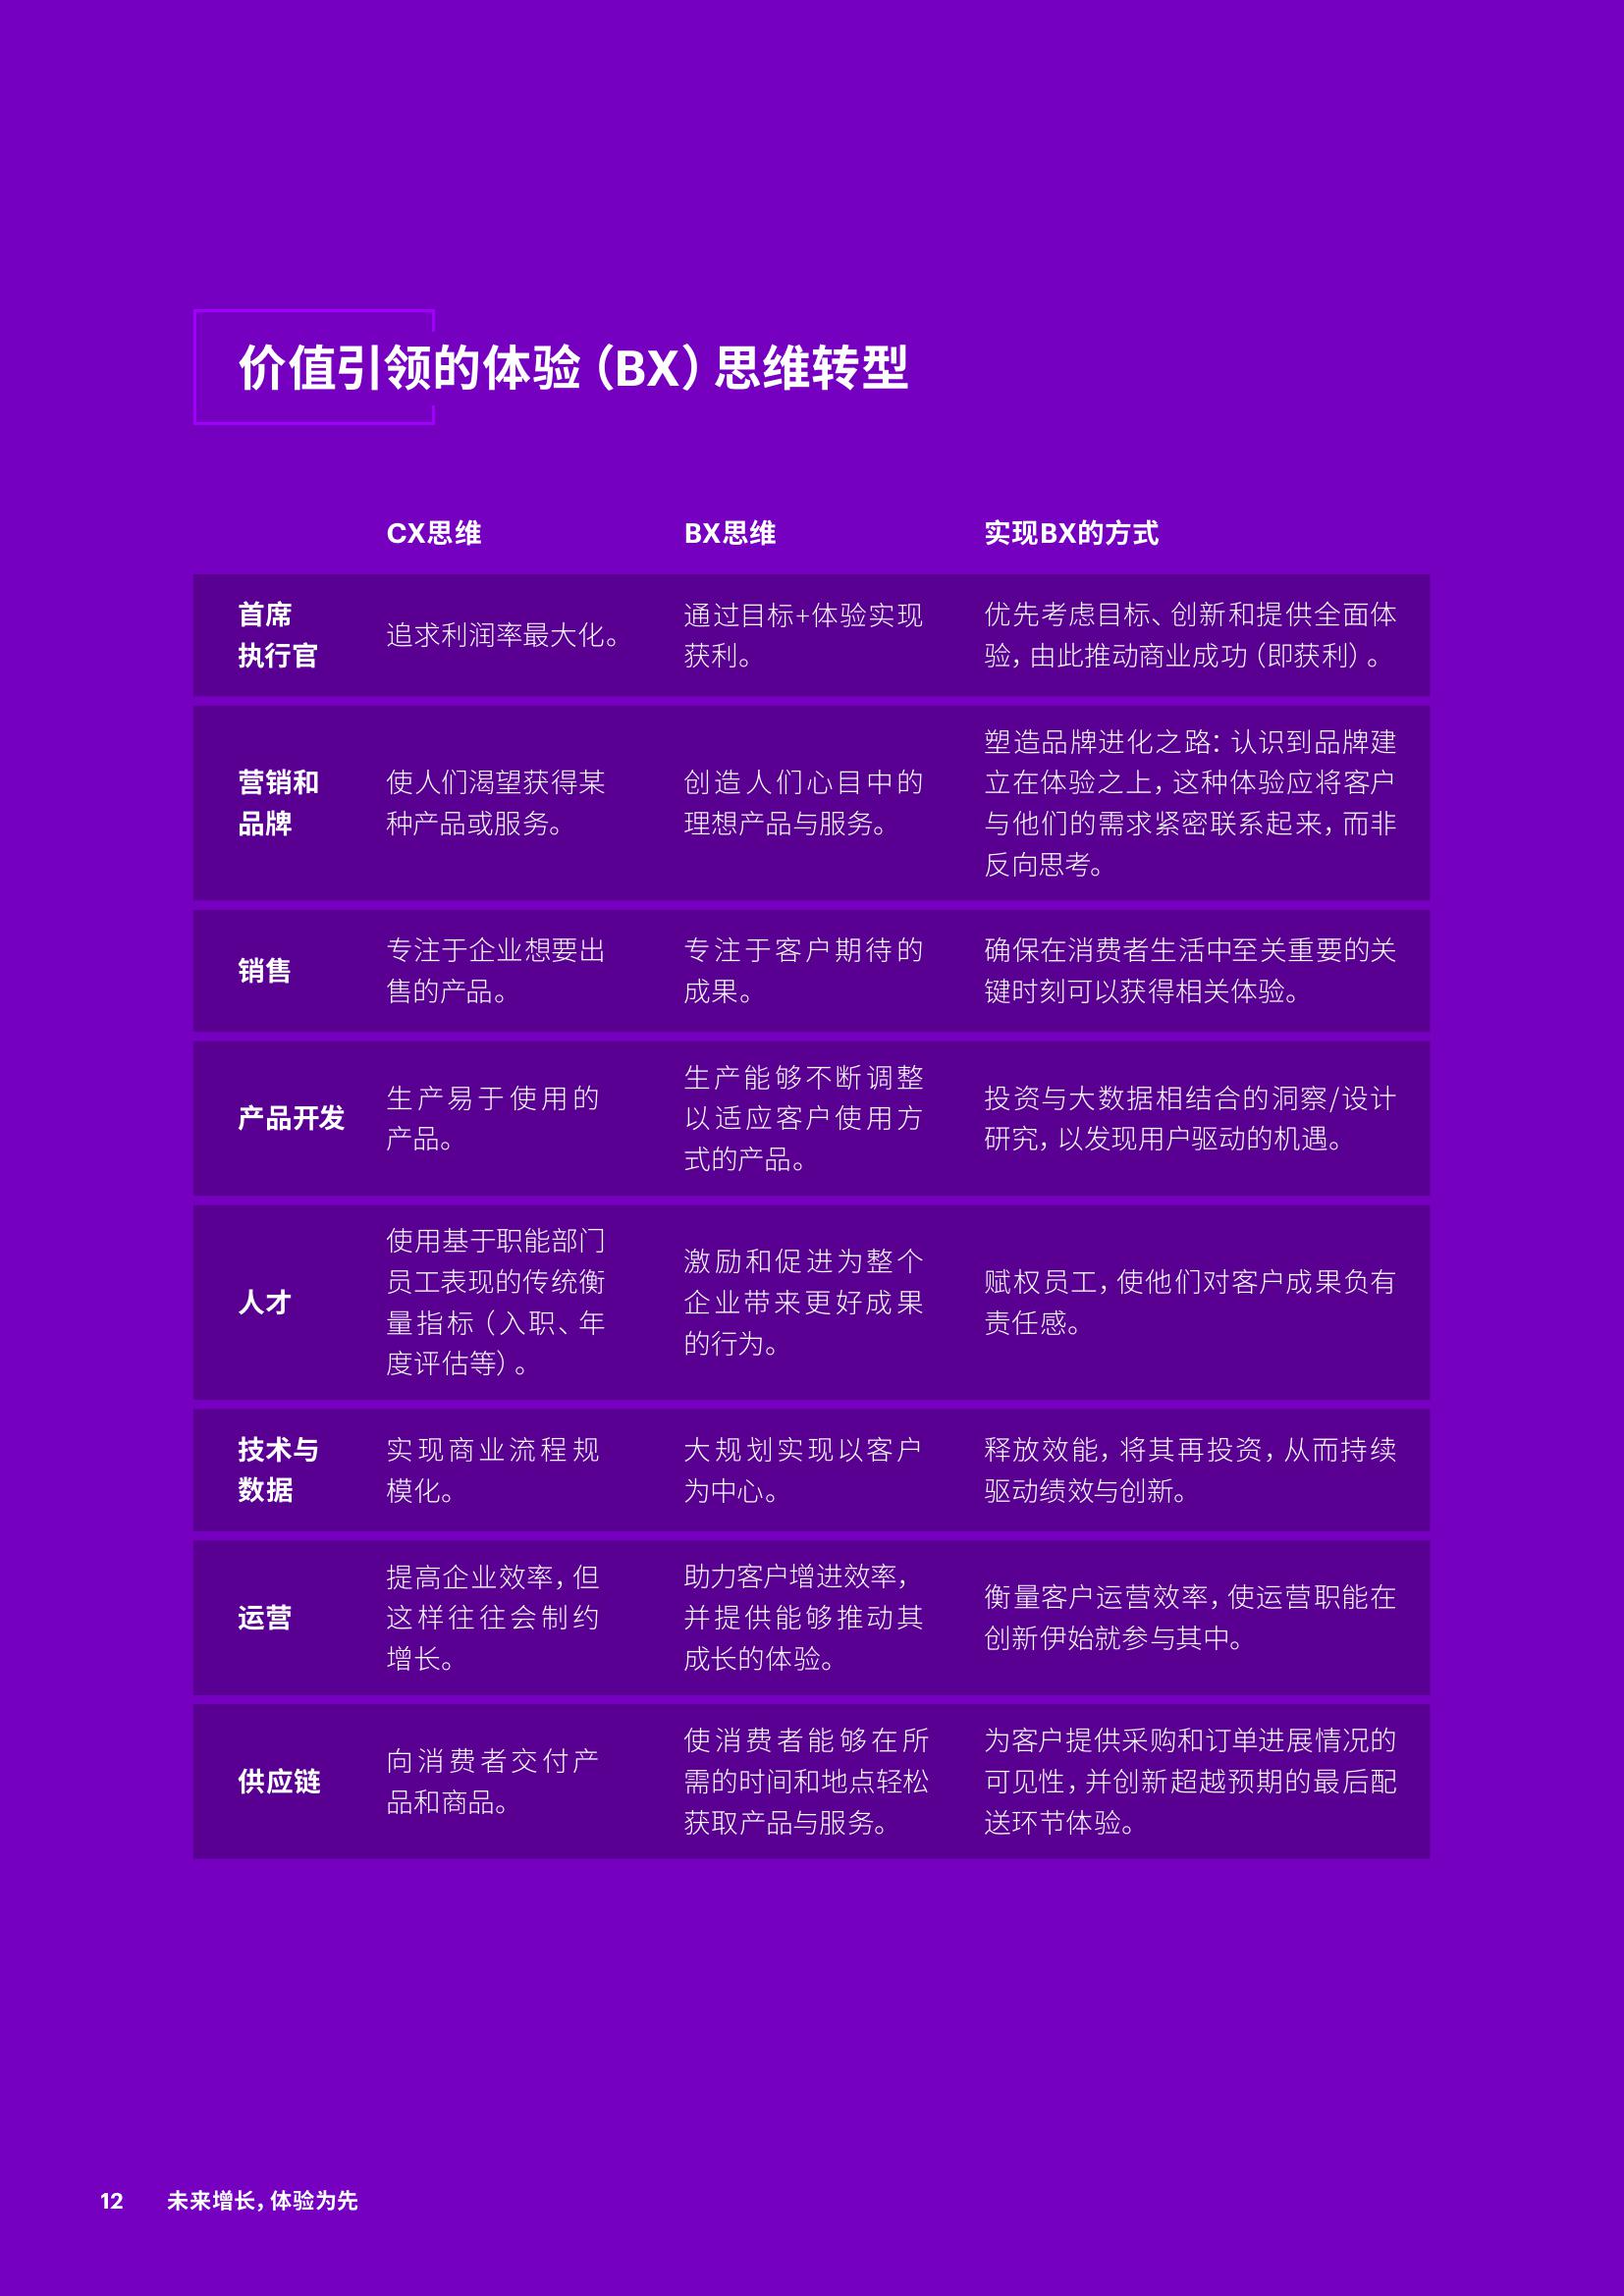 价值引领的体验（BX）思维转型
CX思维
BX思维
实现BX的方式
首席
执行官
追求利润率最大化。
通过目标+体验实现
获利。
优先考虑目标、创新和提供全面体
验，由此推动商业成功（即获利）。
营销和
品牌
使人们渴望获得某
种产品或服务。
创造人们心目中的
理想产品与服务。
塑造品牌进化之路：认识到品牌建
立在体验之上，这种体验应将客户
与他们的需求紧密联系起来，而非
反向思考。
销售
专注于企业想要出
售的产品。
专注于客户期待的
成果。
确保在消费者生活中至关重要的关
键时刻可以获得相关体验。
产品开发
生产易于使用的
产品。
生产能够不断调整
以适应客户使用方
式的产品。
投资与大数据相结合的洞察/设计
研究，以发现用户驱动的机遇。
人才
使用基于职能部门
员工表现的传统衡
量指标（入职、年
度评估等）。
激励和促进为整个
企业带来更好成果
的行为。
赋权员工，使他们对客户成果负有
责任感。
技术与
数据
实现商业流程规
模化。
大规划实现以客户
为中心。
释放效能，将其再投资，从而持续
驱动绩效与创新。
运营
提高企业效率，但
这样往往会制约
增长。
助力客户增进效率，
并提供能够推动其
成长的体验。
衡量客户运营效率，使运营职能在
创新伊始就参与其中。
供应链
向消费者交付产
品和商品。
使消费者能够在所
需的时间和地点轻松
获取产品与服务。
为客户提供采购和订单进展情况的
可见性，并创新超越预期的最后配
送环节体验。
12 未来增长，体验为先